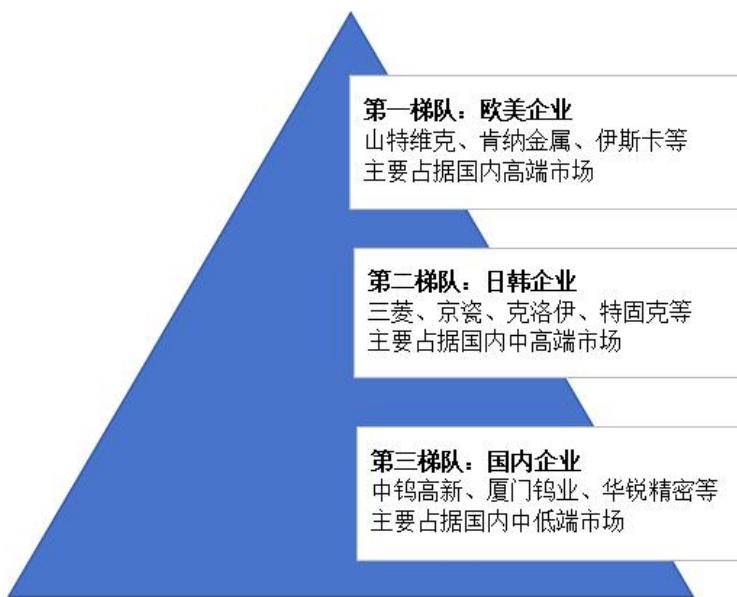 第一梯队：欧美企业
山特维克、肯纳金属、伊斯卡等
主要占据国内高端市场
第二梯队：日韩企业
三菱、京瓷、克洛伊、特固克等
主要占据国内中高端市场
第三梯队：国内企业
中钨高新、厦门钨业、华锐精密等
主要占据国内中低端市场